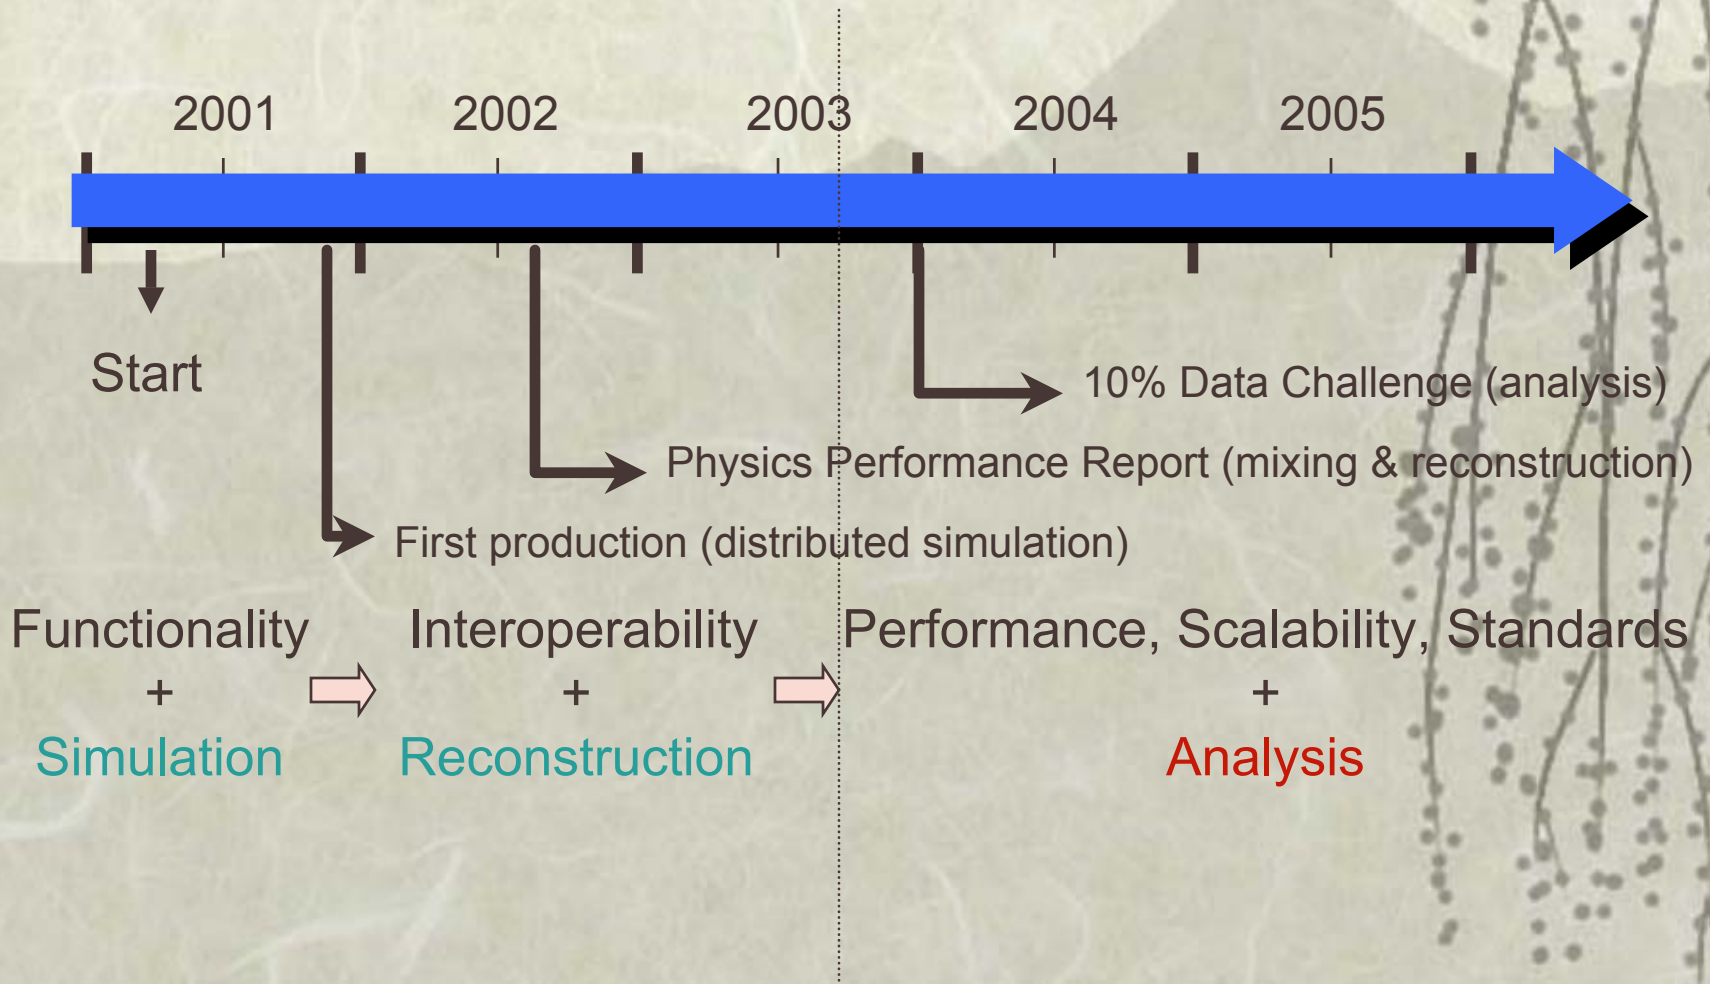 2001 2002 2003 2004 2005
Start
10% Data Challenge (analysis)
Physics Performance Report (mixing & reconstruction)
First production (distributed simulation)
Functionality Interoperability Performance, Scalability, Standards
+ + +
Simulation Reconstruction Analysis